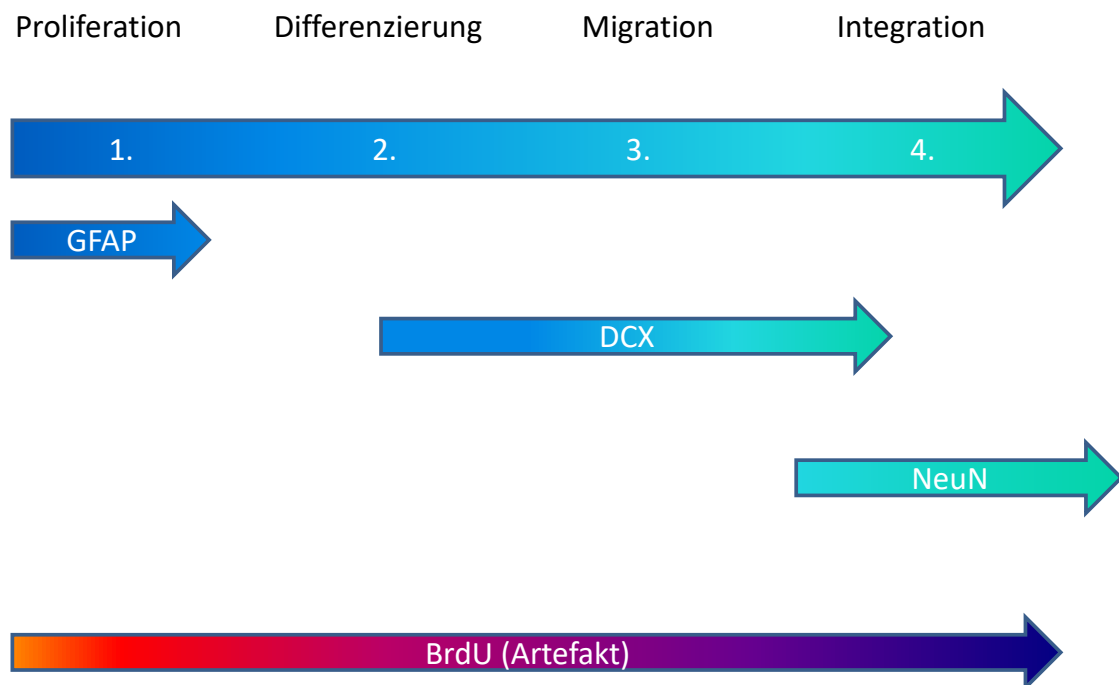 Proliferation Differenzierung Migration Integration
1. 2. 3. 4.
GFAP
DCX
NeuN
BrdU (Artefakt)